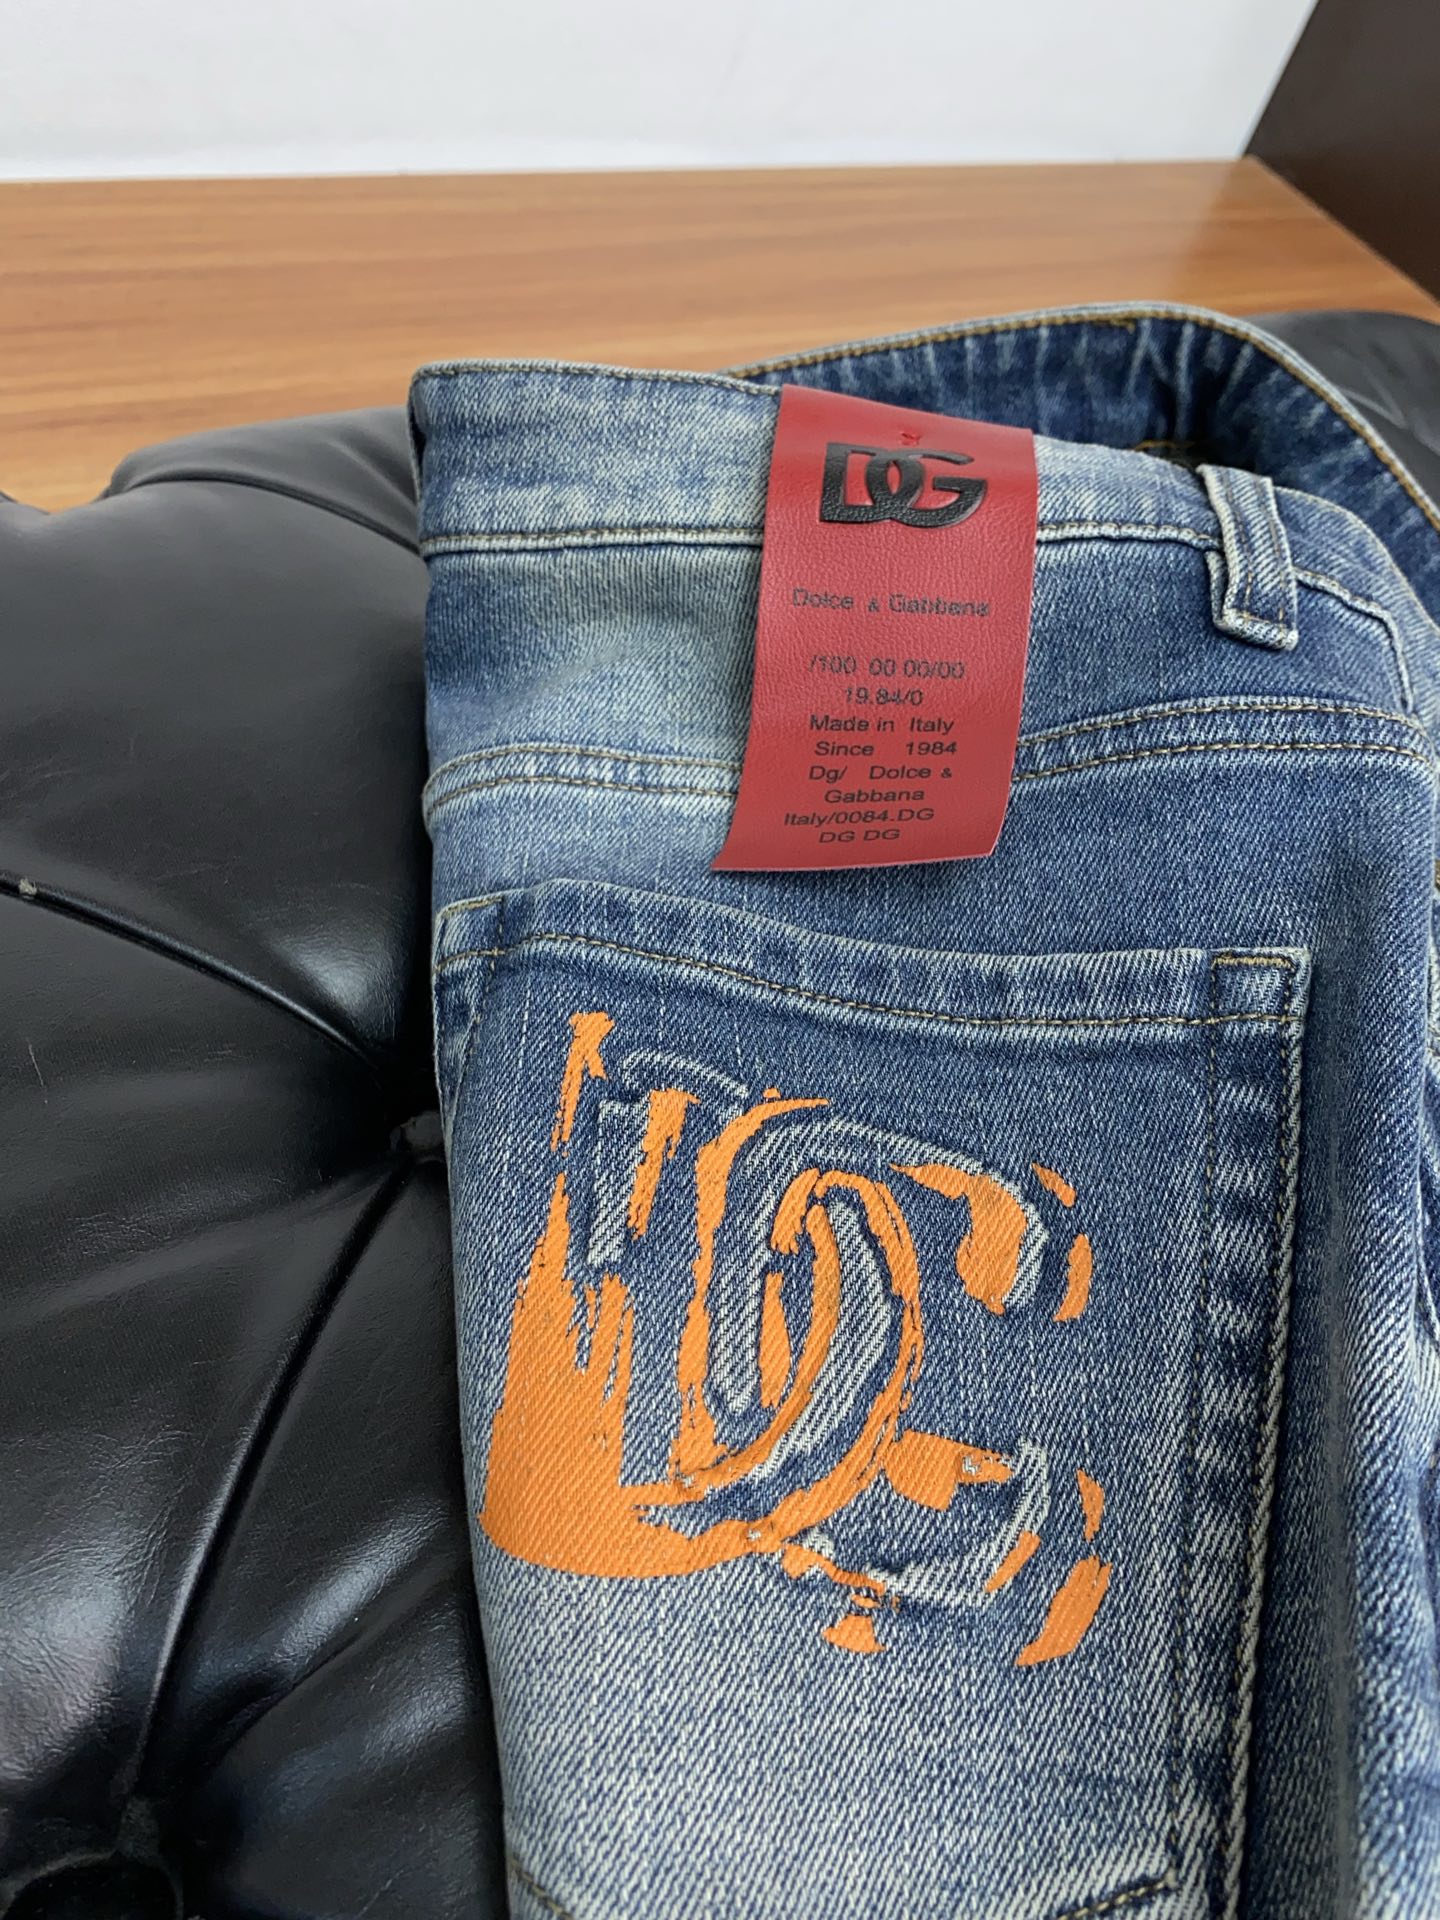 DG
Dolce & Gabbana
/100 00 00/00
19.84/0
Made in Italy
Since 1984
Dg/ Dolce &
Gabbana
Italy/0084.DG
DG DG
DG